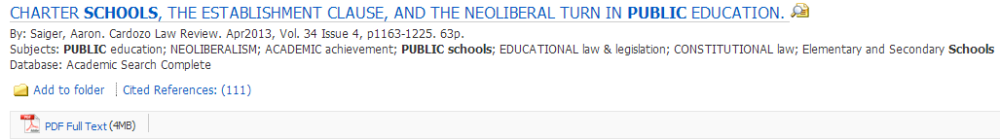 CHARTER SCHOOLS, THE ESTABLISHMENT CLAUSE, AND THE NEOLIBERAL TURN IN PUBLIC EDUCATION.
By: Saiger, Aaron. Cardozo Law Review. Apr2013, Vol. 34 Issue 4, p1163-1225. 63p.
Subjects: PUBLIC education; NEOLIBERALISM; ACADEMIC achievement; PUBLIC schools; EDUCATIONAL law & legislation; CONSTITUTIONAL law; Elementary and Secondary Schools
Database: Academic Search Complete
Add to folder Cited References: (111)
PDF Full Text (4MB)